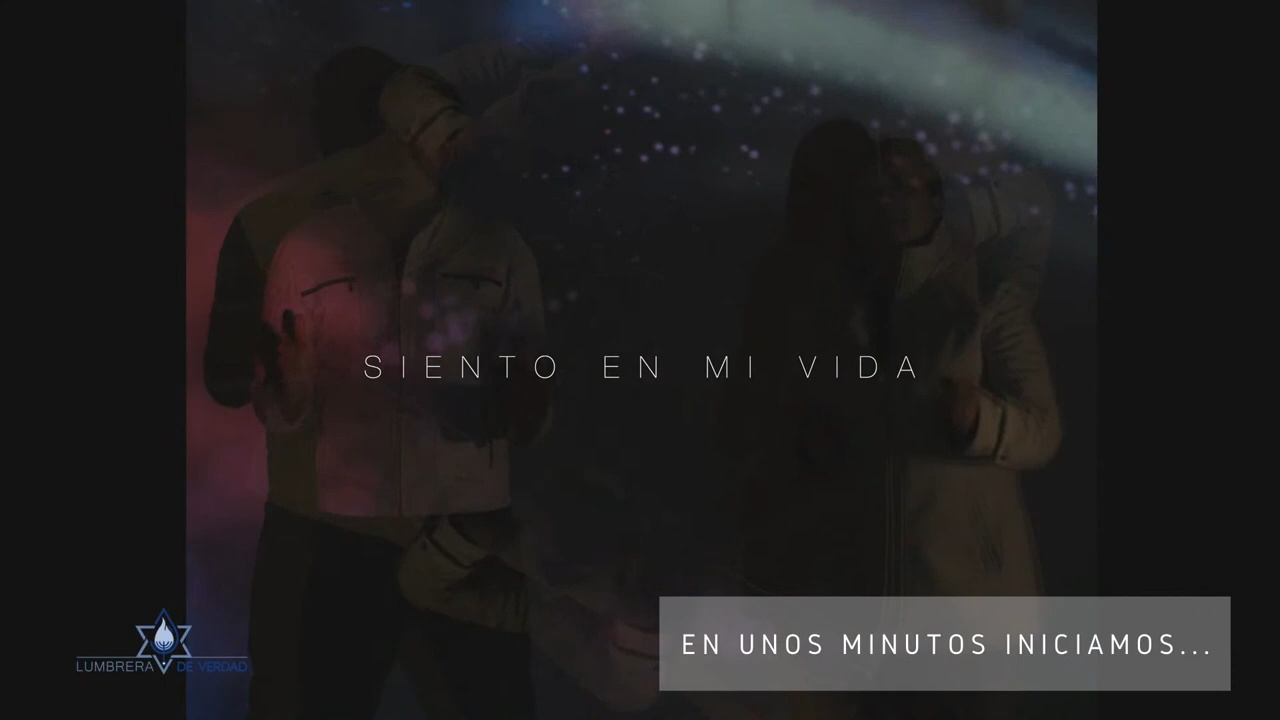 SIENTO EN MI VIDA
EN UNOS MINUTOS INICIAMOS...
LUMBRERA DE VERDAD